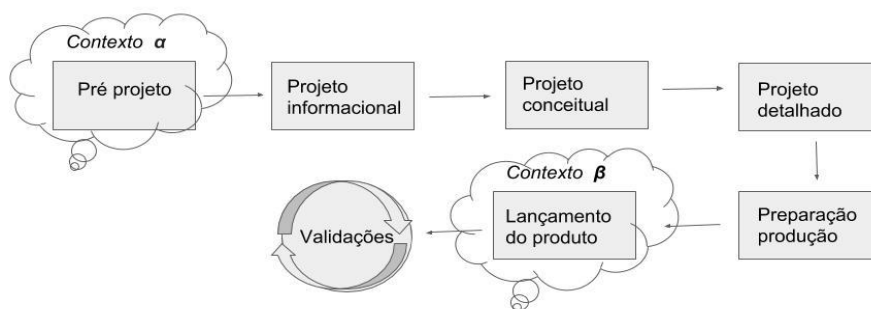 Contexto α
Pré projeto
Projeto
informacional
Projeto
conceitual
Projeto
detalhado
Contexto β
Lançamento
do produto
Preparação
produção
Validações